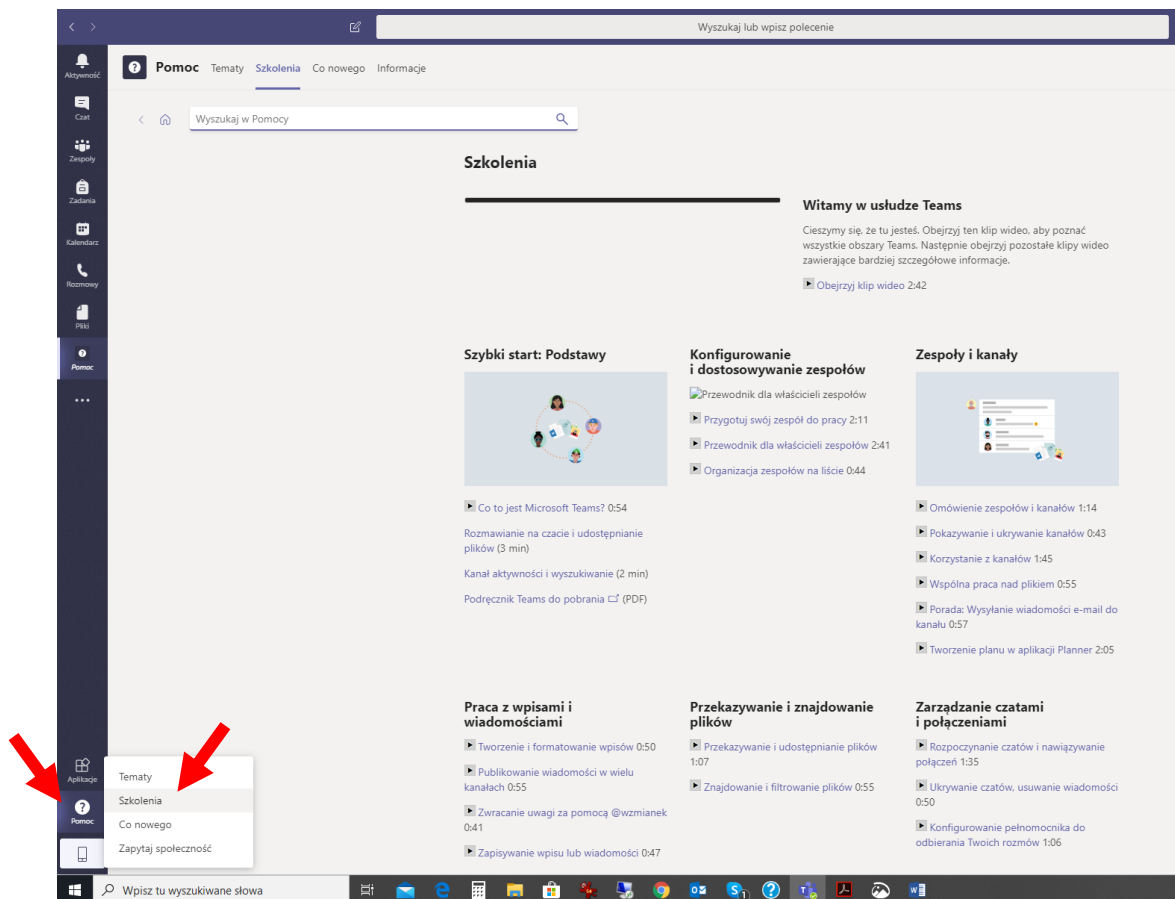 Wyszukaj lub wpisz polecenie
Aktywność
Czat
Zespoły
Zadania
Kalendarz
Rozmowy
Pliki
Pomoc
Pomoc Tematy Szkolenia Co nowego Informacje
Wyszukaj w Pomocy
Szkolenia
Witamy w usłudze Teams
Cieszymy się, że tu jesteś. Obejrzyj ten klip wideo, aby poznać
wszystkie obszary Teams. Następnie obejrzyj pozostałe klipy wideo
zawierające bardziej szczegółowe informacje.
Obejrzyj klip wideo 2:42
Szybki start: Podstawy
Co to jest Microsoft Teams? 0:54
Rozmawianie na czacie i udostępnianie
plików (3 min)
Kanał aktywności i wyszukiwanie (2 min)
Podręcznik Teams do pobrania (PDF)
Konfigurowanie
i dostosowywanie zespołów
Przewodnik dla właścicieli zespołów
Przygotuj swój zespół do pracy 2:11
Przewodnik dla właścicieli zespołów 2:41
Organizacja zespołów na liście 0:44
Zespoły i kanały
Omówienie zespołów i kanałów 1:14
Pokazywanie i ukrywanie kanałów 0:43
Korzystanie z kanałów 1:45
Wspólna praca nad plikiem 0:55
Porada: Wysyłanie wiadomości e-mail do
kanału 0:57
Tworzenie planu w aplikacji Planner 2:05
Praca z wpisami i
wiadomościami
Tworzenie i formatowanie wpisów 0:50
Publikowanie wiadomości w wielu
kanałach 0:55
Zwracanie uwagi za pomocą @wzmianek
0:41
Zapisywanie wpisu lub wiadomości 0:47
Przekazywanie i znajdowanie
plików
Przekazywanie i udostępnianie plików
1:07
Znajdowanie i filtrowanie plików 0:55
Zarządzanie czatami
i połączeniami
Rozpoczynanie czatów i nawiązywanie
połączeń 1:35
Ukrywanie czatów, usuwanie wiadomości
0:50
Konfigurowanie pełnomocnika do
odbierania Twoich rozmów 1:06
Aplikacje
Pomoc
Tematy
Szkolenia
Co nowego
Zapytaj społeczność
Wpisz tu wyszukiwane słowa